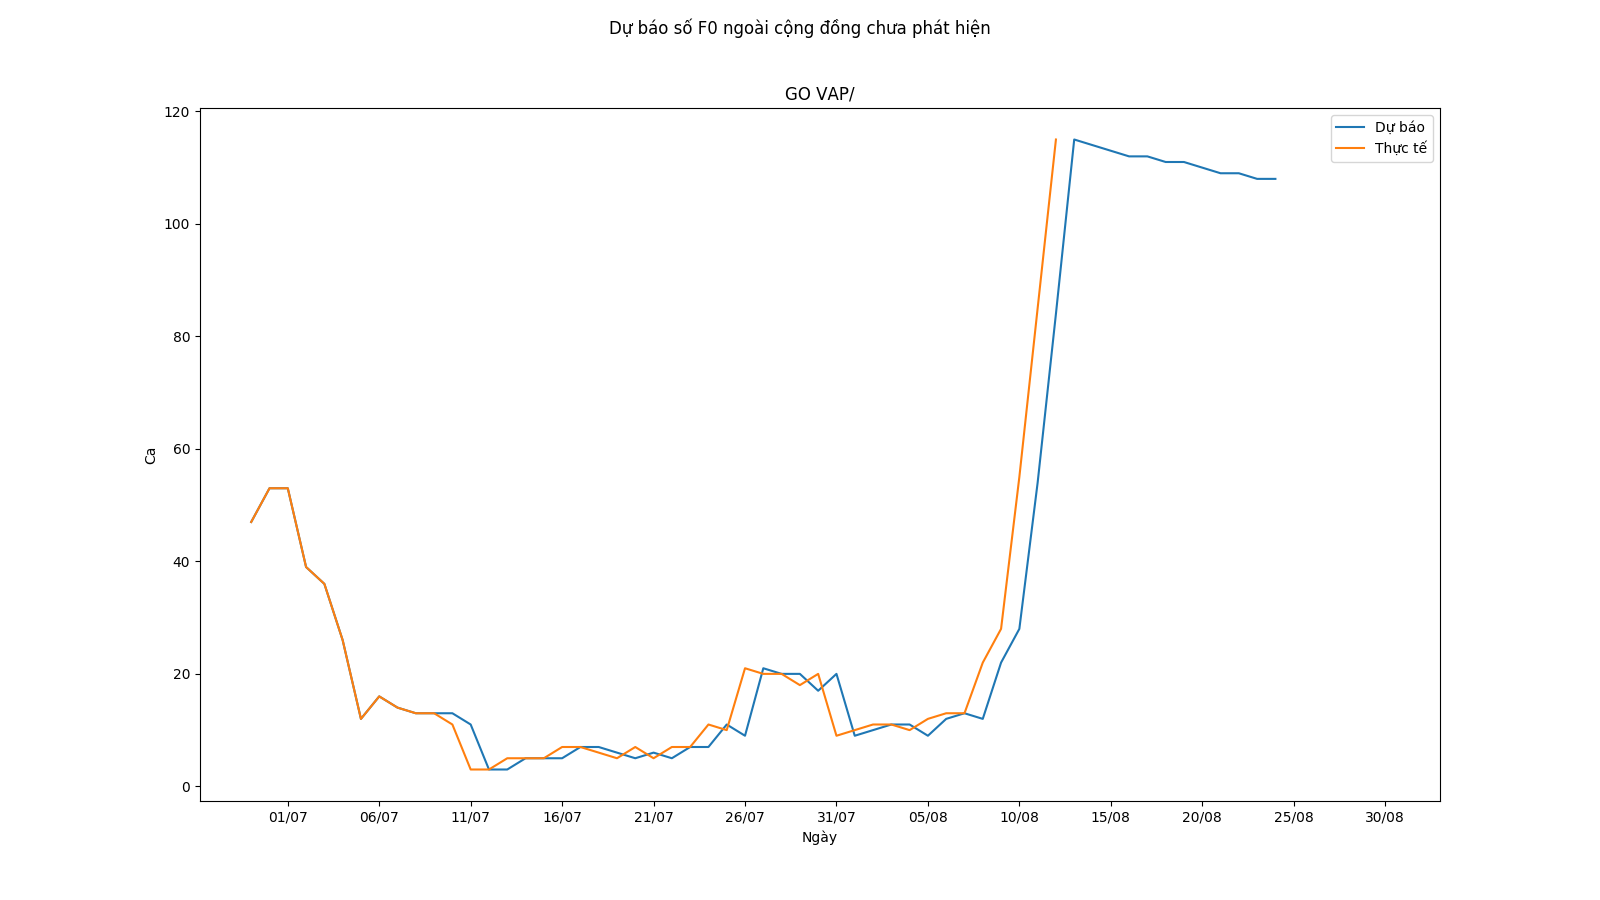 Dự báo số F0 ngoài cộng đồng chưa phát hiện
GO VAP/
120
100
80
60
40
20
0
Ca
Dự báo
Thực tế
01/07 06/07 11/07 16/07 21/07 26/07 31/07 05/08 10/08 15/08 20/08 25/08 30/08
Ngày